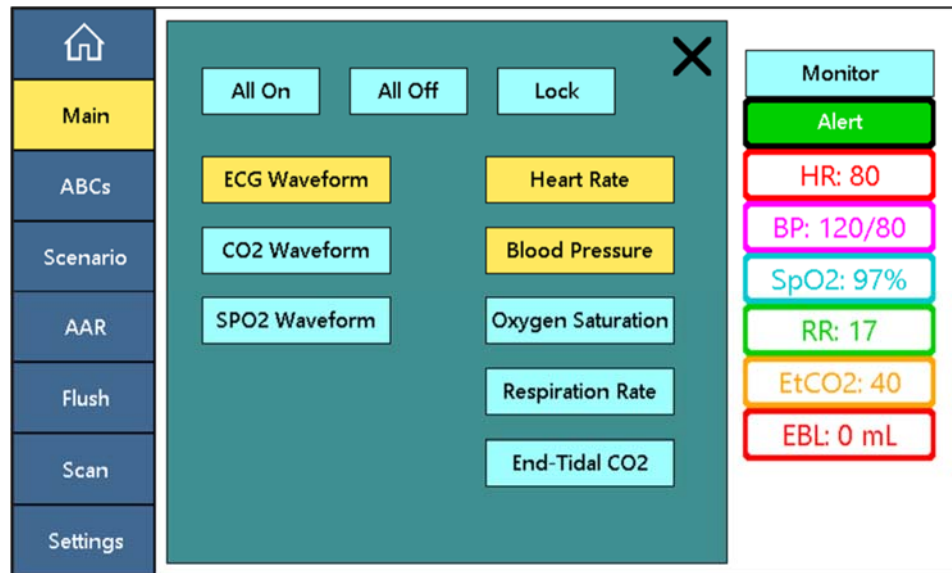 Main
ABCs
Scenario
AAR
Flush
Scan
Settings
All On
All Off
Lock
ECG Waveform
Heart Rate
CO2 Waveform
Blood Pressure
SPO2 Waveform
Oxygen Saturation
Respiration Rate
End-Tidal CO2
Monitor
Alert
HR: 80
BP: 120/80
SpO2: 97%
RR: 17
EtCO2: 40
EBL: 0 mL